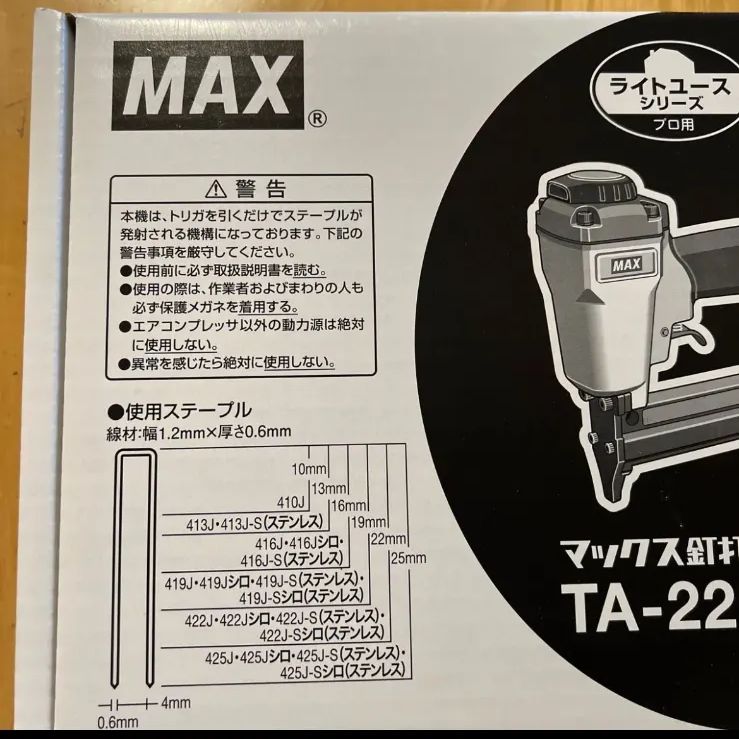 MAX®
ライトユース
シリーズ
プロ用
⚠警告
本機は、トリガを引くだけでステープルが
発射される機構になっております。下記の
警告事項を厳守してください。
●使用前に必ず取扱説明書を読む。
●使用の際は、作業者およびまわりの人も
必ず保護メガネを着用する。
●エアコンプレッサ以外の動力源は絶対
に使用しない。
●異常を感じたら絶対に使用しない。
MAX
●使用ステープル
線材:幅1.2mm×厚さ0.6mm
10mm
410J
13mm
413J・413J-S(ステンレス)
16mm
416J・416Jシロ・
416J-S(ステンレス)
19mm
419J・419Jシロ・419J-S(ステンレス)・
419J-Sシロ(ステンレス)
22mm
422J・422Jシロ・422J-S(ステンレス)・
422J-Sシロ(ステンレス)
25mm
425J・425Jシロ・425J-S(ステンレス)・
425J-Sシロ(ステンレス)
4mm
0.6mm
マックス釘打
TA-22